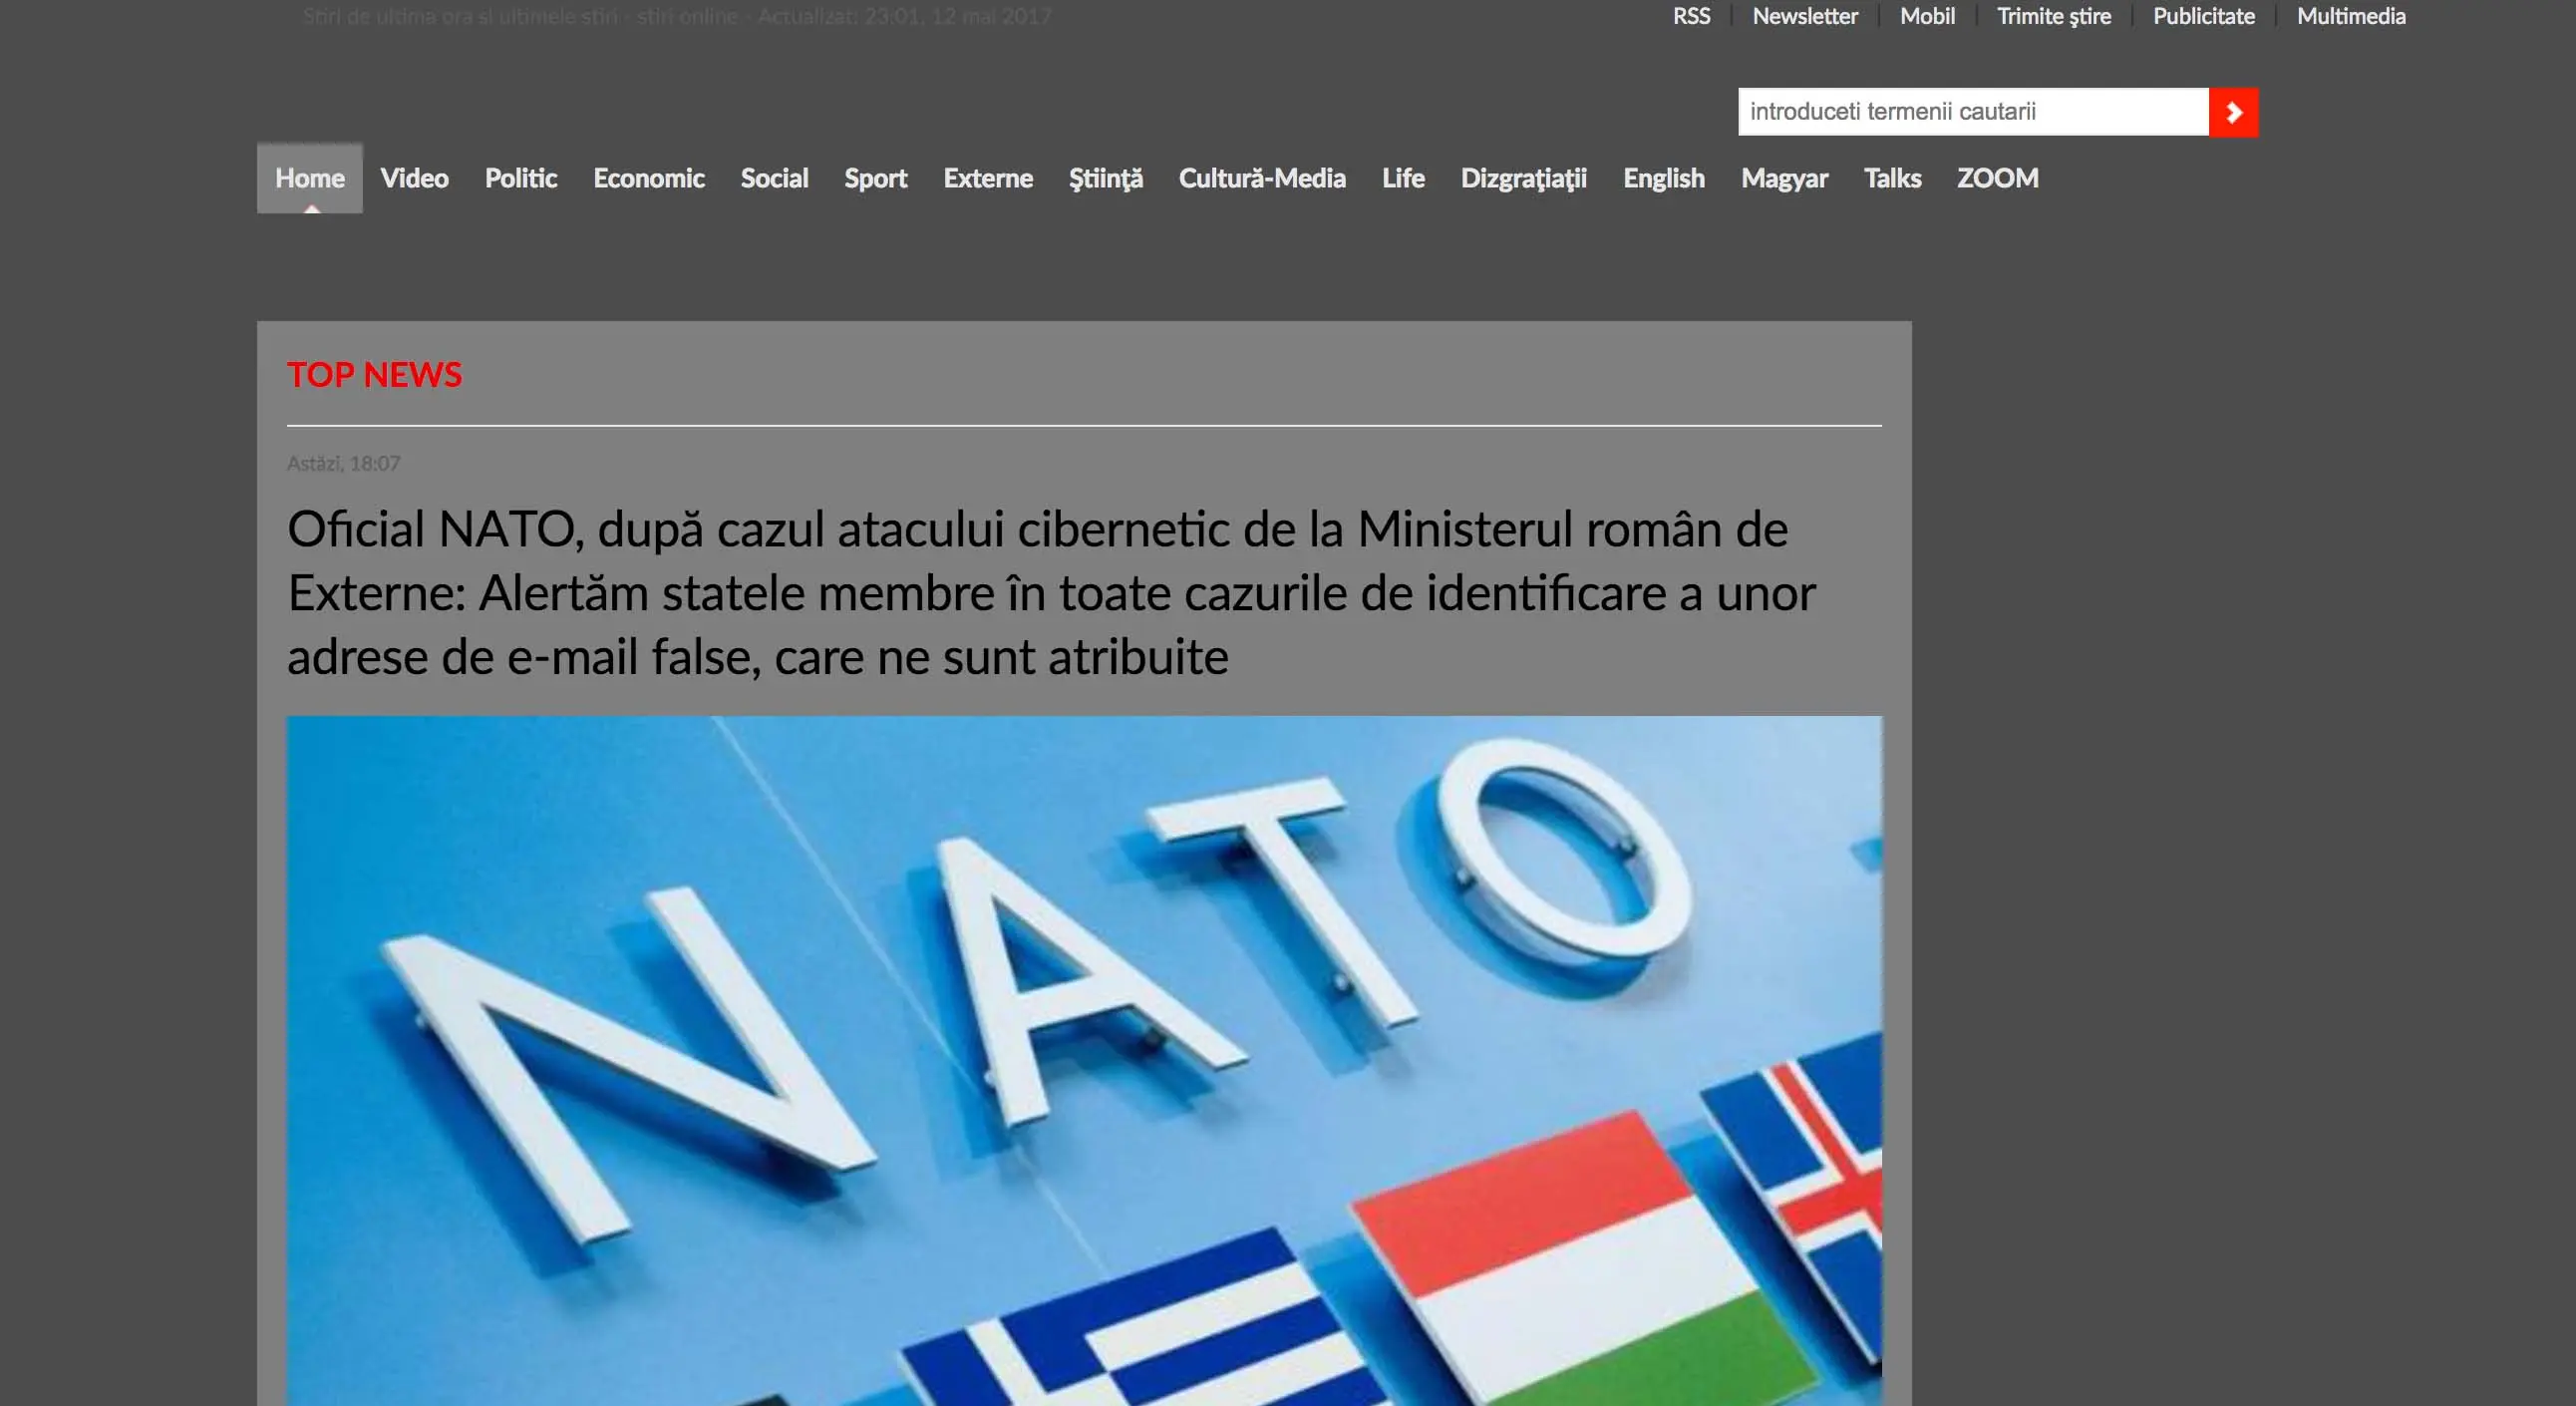 Stiri de ultima ora si ultimele stiri - stiri online - Actualizat: 23:01, 12 mai 2017
RSS Newsletter Mobil Trimite ştire Publicitate Multimedia
introduceti termenii cautarii
Home Video Politic Economic Social Sport Externe Ştiinţă Cultură-Media Life Dizgraţiaţii English Magyar Talks ZOOM
TOP NEWS
Astăzi, 18:07
Oficial NATO, după cazul atacului cibernetic de la Ministerul român de
Externe: Alertăm statele membre în toate cazurile de identificare a unor
adrese de e-mail false, care ne sunt atribuite
NATO